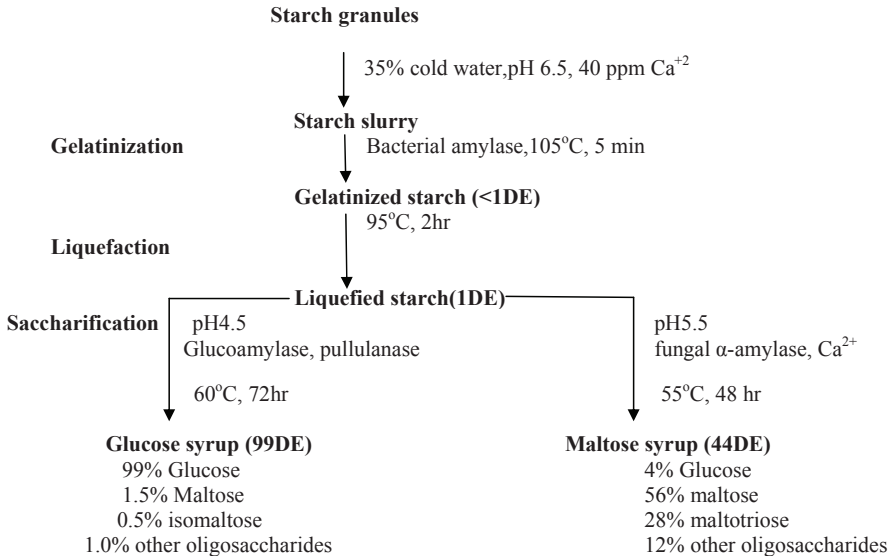 Starch granules
35% cold water,pH 6.5, 40 ppm Ca⁺²
Starch slurry
Gelatinization
Bacterial amylase,105°C, 5 min
Gelatinized starch (<1DE)
95°C, 2hr
Liquefaction
Liquefied starch(1DE)
Saccharification
pH4.5
Glucoamylase, pullulanase
60°C, 72hr
pH5.5
fungal α-amylase, Ca²⁺
55°C, 48 hr
Glucose syrup (99DE)
99% Glucose
1.5% Maltose
0.5% isomaltose
1.0% other oligosaccharides
Maltose syrup (44DE)
4% Glucose
56% maltose
28% maltotriose
12% other oligosaccharides